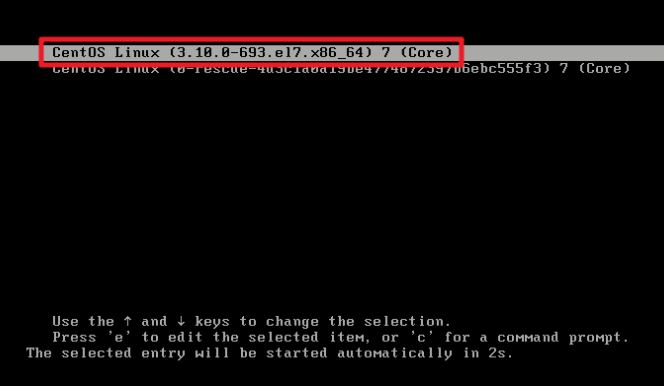 CentOS Linux (3.10.0-693.el7.x86_64) 7 (Core)
CentOS Linux (0-rescue-4d3c1a0a19be4774872597b6ebc555f3) 7 (Core)
Use the ↑ and ↓ keys to change the selection.
Press 'e' to edit the selected item, or 'c' for a command prompt.
The selected entry will be started automatically in 2s.